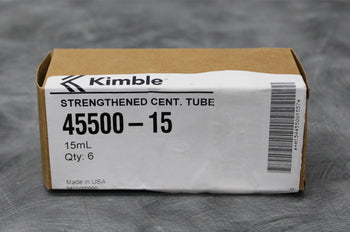 Kimble
STRENGTHENED CENT. TUBE
45500-15
15mL
Qty: 6
Made in USA